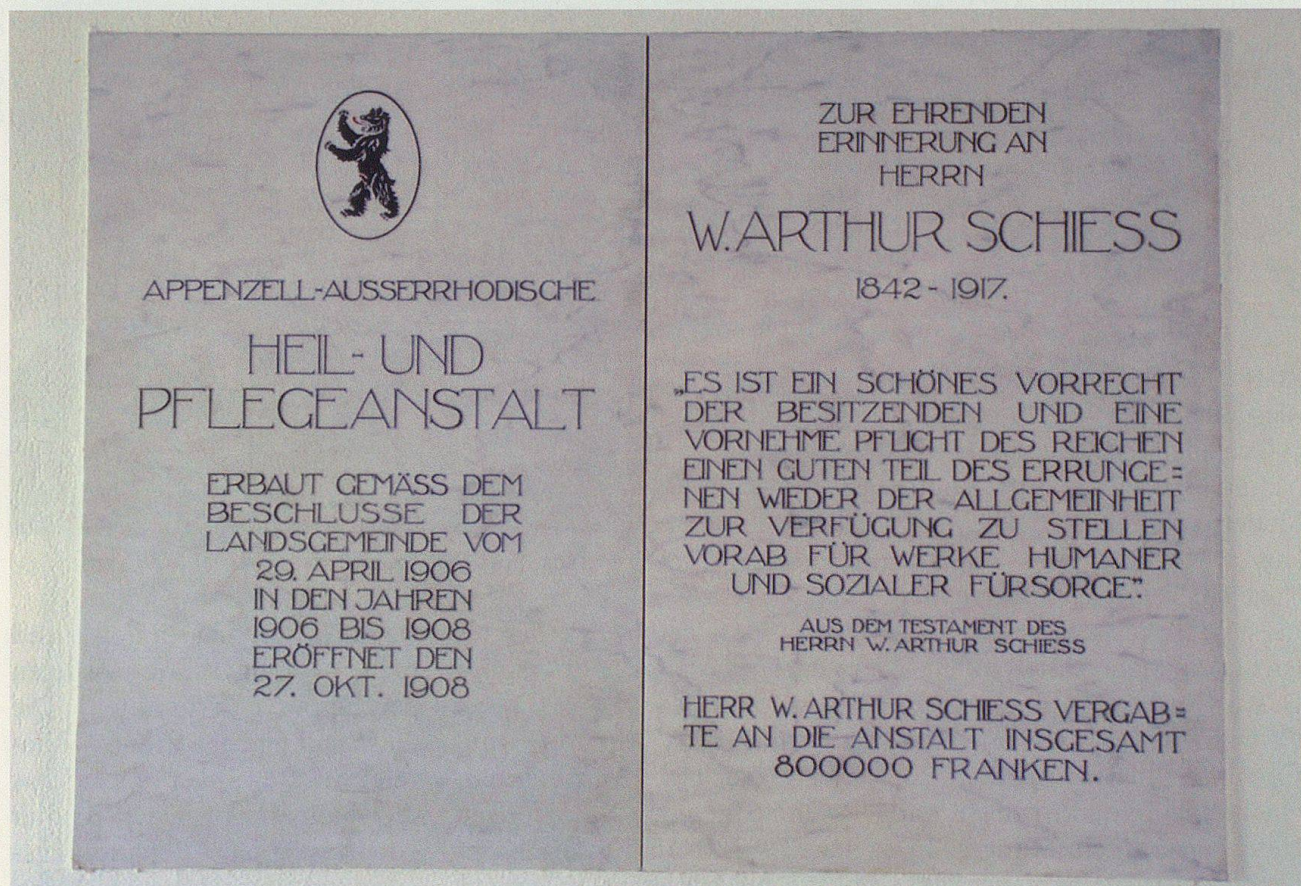 APPENZELL-AUSSERRHODISCHE
HEIL- UND
PFLEGEANSTALT
ERBAUT GEMÄSS DEM
BESCHLUSSE DER
LANDSGEMEINDE VOM
29. APRIL 1906
IN DEN JAHREN
1906 BIS 1908
ERÖFFNET DEN
27. OKT. 1908
ZUR EHRENDEN
ERINNERUNG AN
HERRN
W. ARTHUR SCHIESS
1842 - 1917.
„ES IST EIN SCHÖNES VORRECHT
DER BESITZENDEN UND EINE
VORNEHME PFLICHT DES REICHEN
EINEN GUTEN TEIL DES ERRUNGE=
NEN WIEDER DER ALLGEMEINHEIT
ZUR VERFÜGUNG ZU STELLEN
VORAB FÜR WERKE HUMANER
UND SOZIALER FÜRSORGE”.
AUS DEM TESTAMENT DES
HERRN W. ARTHUR SCHIESS
HERR W. ARTHUR SCHIESS VERGAB=
TE AN DIE ANSTALT INSGESAMT
800000 FRANKEN.